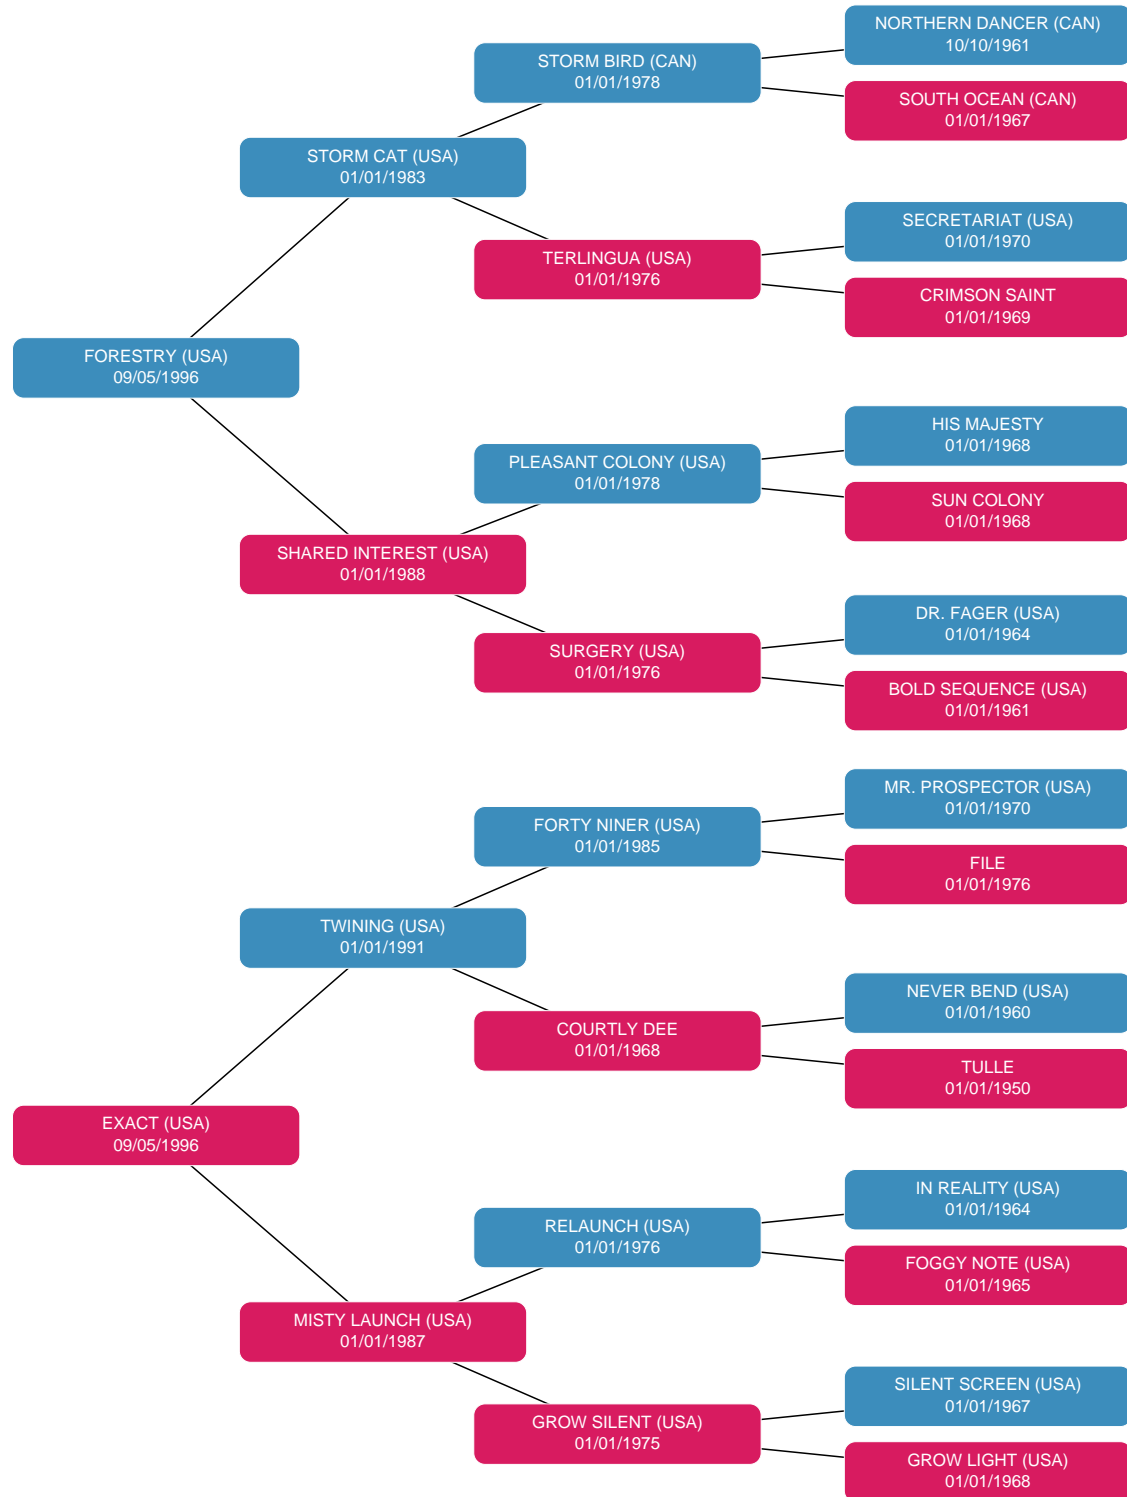 NORTHERN DANCER (CAN)
10/10/1961
STORM BIRD (CAN)
01/01/1978
SOUTH OCEAN (CAN)
01/01/1967
STORM CAT (USA)
01/01/1983
SECRETARIAT (USA)
01/01/1970
TERLINGUA (USA)
01/01/1976
CRIMSON SAINT
01/01/1969
FORESTRY (USA)
09/05/1996
HIS MAJESTY
01/01/1968
PLEASANT COLONY (USA)
01/01/1978
SUN COLONY
01/01/1968
SHARED INTEREST (USA)
01/01/1988
DR. FAGER (USA)
01/01/1964
SURGERY (USA)
01/01/1976
BOLD SEQUENCE (USA)
01/01/1961
MR. PROSPECTOR (USA)
01/01/1970
FORTY NINER (USA)
01/01/1985
FILE
01/01/1976
TWINING (USA)
01/01/1991
NEVER BEND (USA)
01/01/1960
COURTLY DEE
01/01/1968
TULLE
01/01/1950
EXACT (USA)
09/05/1996
IN REALITY (USA)
01/01/1964
RELAUNCH (USA)
01/01/1976
FOGGY NOTE (USA)
01/01/1965
MISTY LAUNCH (USA)
01/01/1987
SILENT SCREEN (USA)
01/01/1967
GROW SILENT (USA)
01/01/1975
GROW LIGHT (USA)
01/01/1968